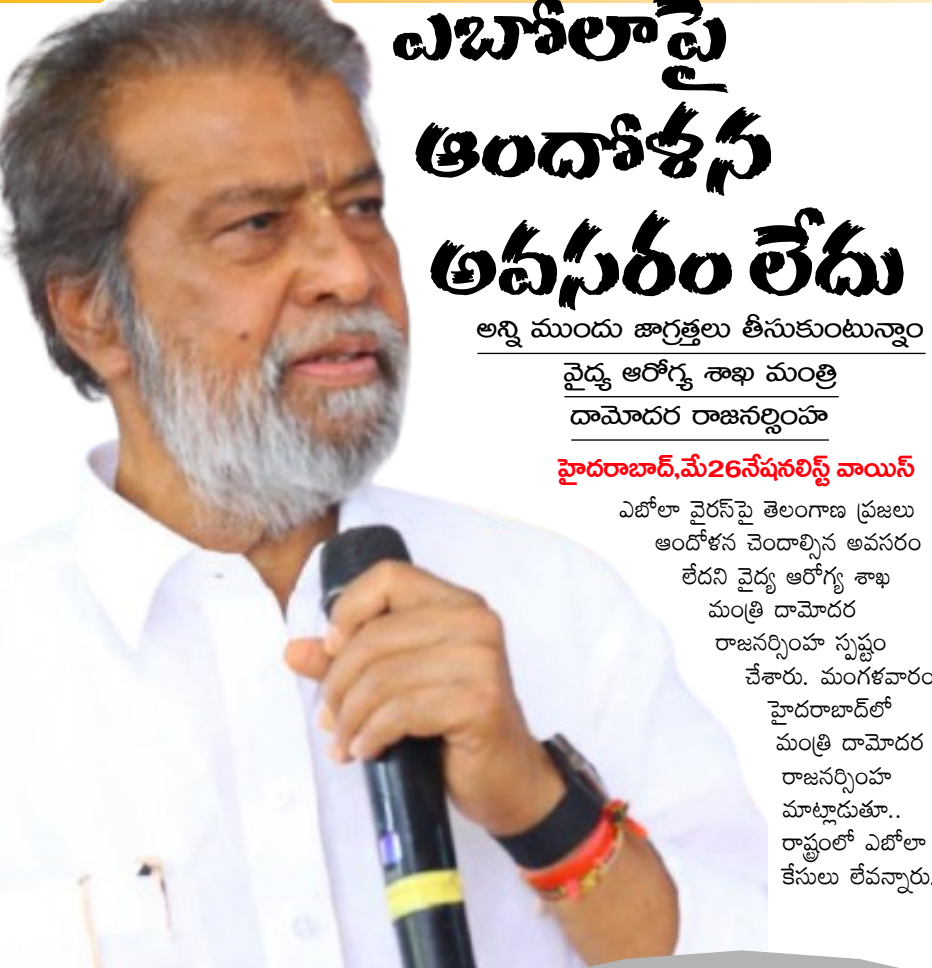 ఎబోలాపై
ఆందోళన
అవసరం లేదు
అన్ని ముందు జాగ్రత్తలు తీసుకుంటున్నాం
వైద్య ఆరోగ్య శాఖ మంత్రి
దామోదర రాజనర్సింహ
హైదరాబాద్,మే26నేషనలిస్ట్ వాయిస్
ఎబోలా వైరస్‌పై తెలంగాణ ప్రజలు
ఆందోళన చెందాల్సిన అవసరం
లేదని వైద్య ఆరోగ్య శాఖ
మంత్రి దామోదర
రాజనర్సింహ స్పష్టం
చేశారు. మంగళవారం
హైదరాబాద్‌లో
మంత్రి దామోదర
రాజనర్సింహ
మాట్లాడుతూ..
రాష్ట్రంలో ఎబోలా
కేసులు లేవన్నారు.